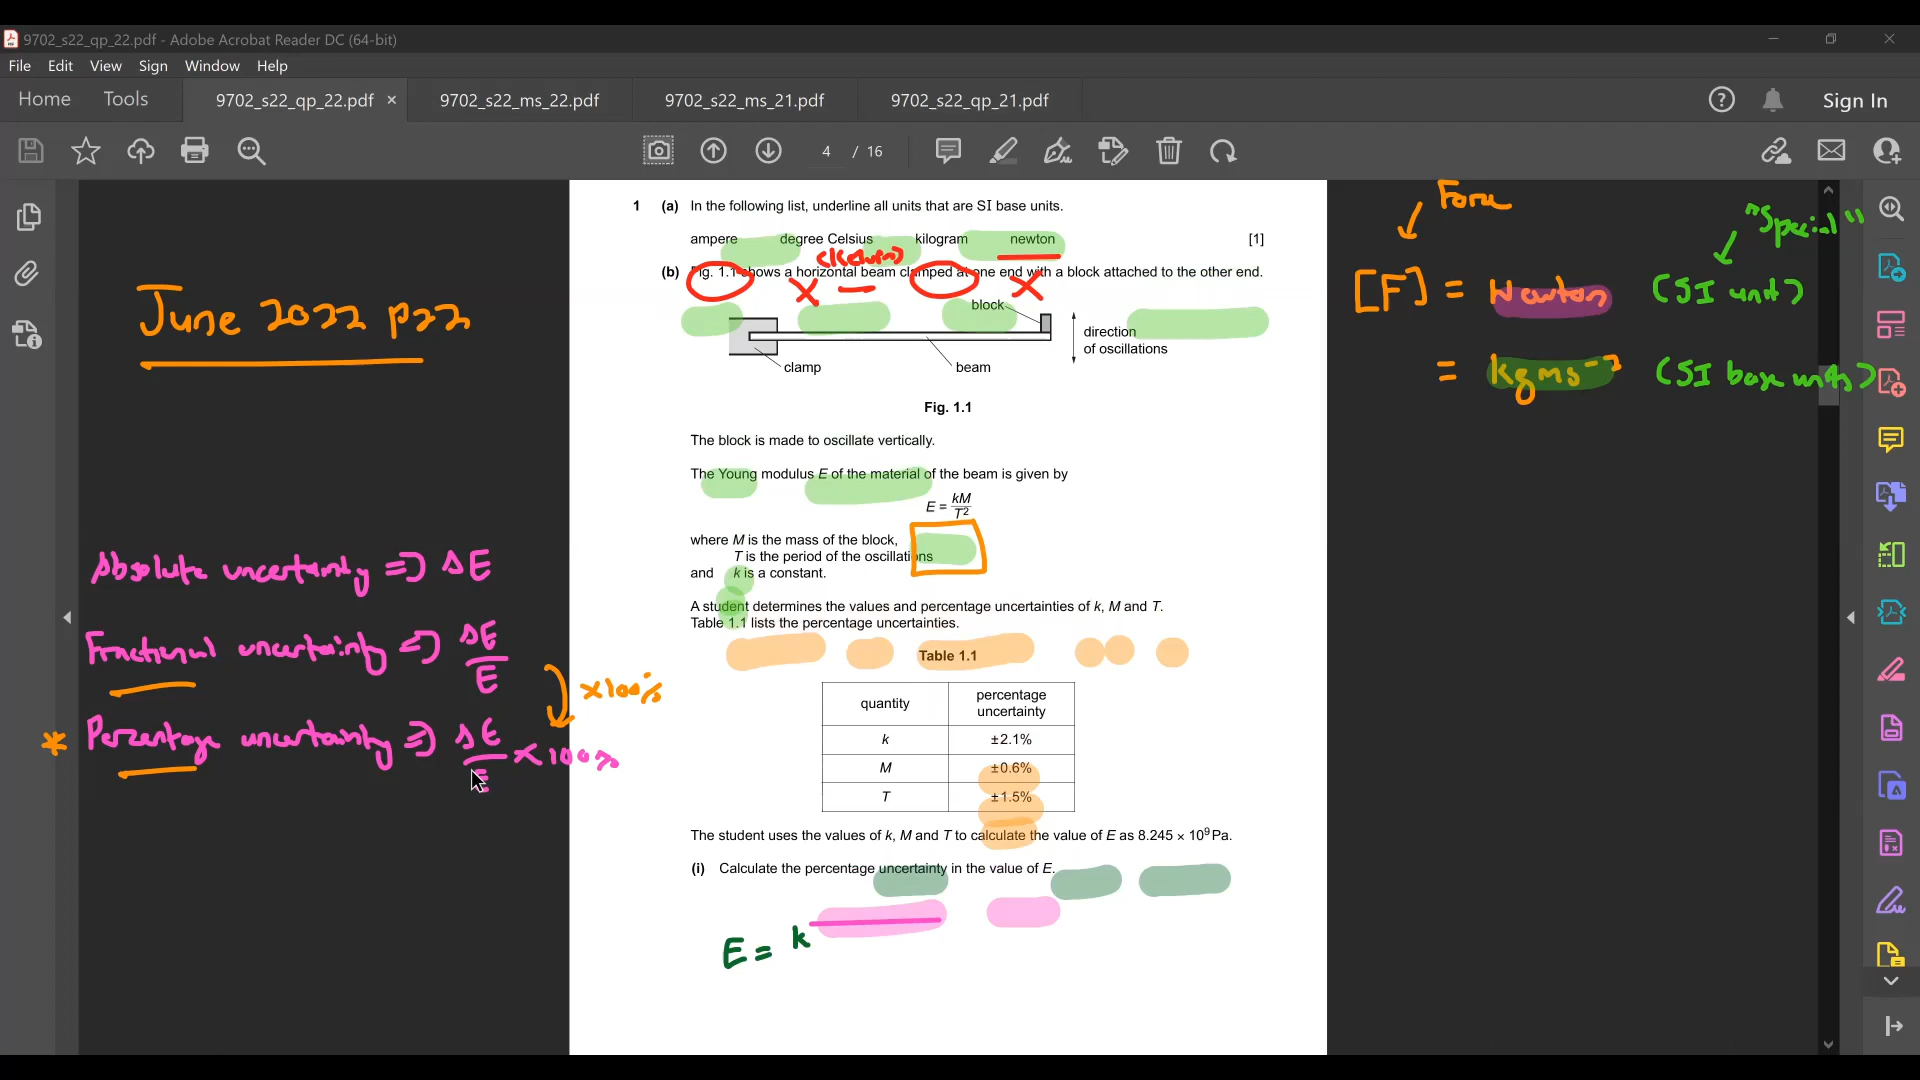 9702_s22_qp_22.pdf - Adobe Acrobat Reader DC (64-bit)
File Edit View Sign Window Help
Home Tools 9702_s22_qp_22.pdf × 9702_s22_ms_22.pdf 9702_s22_ms_21.pdf 9702_s22_qp_21.pdf Sign In
4 / 16
1 (a) In the following list, underline all units that are SI base units.
ampere degree Celsius kilogram newton [1]
(Kelvin)
(b) Fig. 1.1 shows a horizontal beam clamped at one end with a block attached to the other end.
X X
block
direction
of oscillations
clamp beam
Fig. 1.1
The block is made to oscillate vertically.
The Young modulus E of the material of the beam is given by
E = kM
T²
where M is the mass of the block,
T is the period of the oscillations
and k is a constant.
A student determines the values and percentage uncertainties of k, M and T.
Table 1.1 lists the percentage uncertainties.
Table 1.1
quantity percentage uncertainty
k ±2.1%
M ±0.6%
T ±1.5%
The student uses the values of k, M and T to calculate the value of E as 8.245 × 10⁹ Pa.
(i) Calculate the percentage uncertainty in the value of E.
E = k
June 2022 p22
Absolute uncertainty => ΔE
Fractional uncertainty => ΔE
E
×100%
* Percentage uncertainty => ΔE × 100%
E
Force
"Special"
[F] = Newton (SI unit)
= kgms⁻² (SI base units)